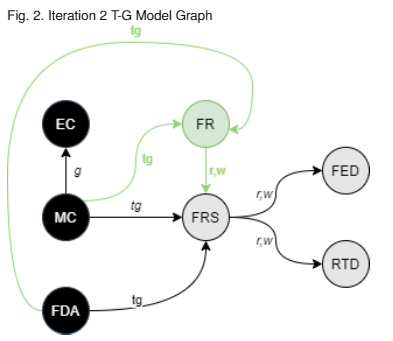 Fig. 2. Iteration 2 T-G Model Graph
tg
EC
FR
g
tg
r,w
FED
MC
tg
FRS
r,w
r,w
RTD
FDA
tg